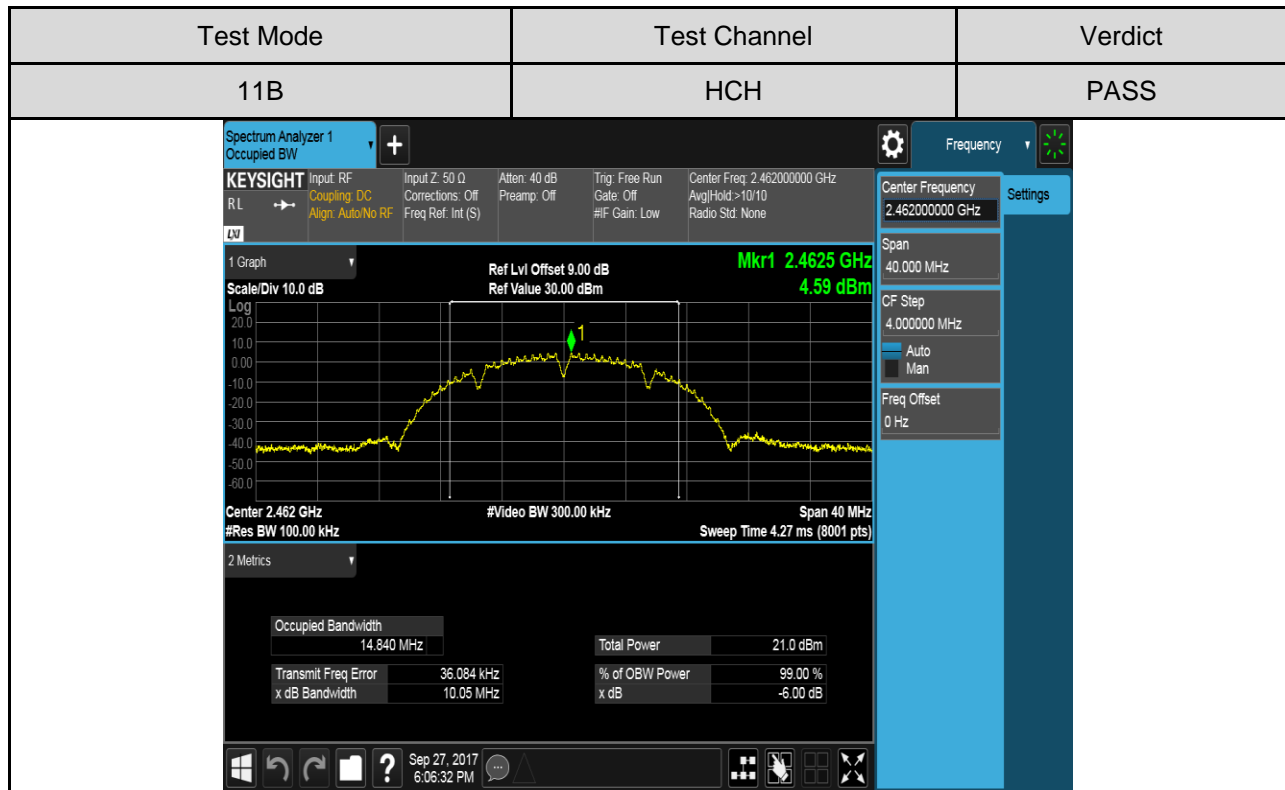 Test Mode Test Channel Verdict
11B HCH PASS
Spectrum Analyzer 1
Occupied BW
+
Frequency
KEYSIGHT Input: RF Input Z: 50 Ω Atten: 40 dB Trig: Free Run Center Freq: 2.462000000 GHz
RL Coupling: DC Corrections: Off Preamp: Off Gate: Off Avg|Hold:>10/10
Align: Auto/No RF Freq Ref: Int (S) #IF Gain: Low Radio Std: None
LXI
Center Frequency
2.462000000 GHz
Settings
Span
40.000 MHz
CF Step
4.000000 MHz
Auto
Man
Freq Offset
0 Hz
1 Graph Ref Lvl Offset 9.00 dB Mkr1 2.4625 GHz
Scale/Div 10.0 dB Ref Value 30.00 dBm 4.59 dBm
Log
20.0
10.0
0.00
-10.0
-20.0
-30.0
-40.0
-50.0
-60.0
1
Center 2.462 GHz #Video BW 300.00 kHz Span 40 MHz
#Res BW 100.00 kHz Sweep Time 4.27 ms (8001 pts)
2 Metrics
Occupied Bandwidth
14.840 MHz Total Power 21.0 dBm
Transmit Freq Error 36.084 kHz % of OBW Power 99.00 %
x dB Bandwidth 10.05 MHz x dB -6.00 dB
? Sep 27, 2017
6:06:32 PM